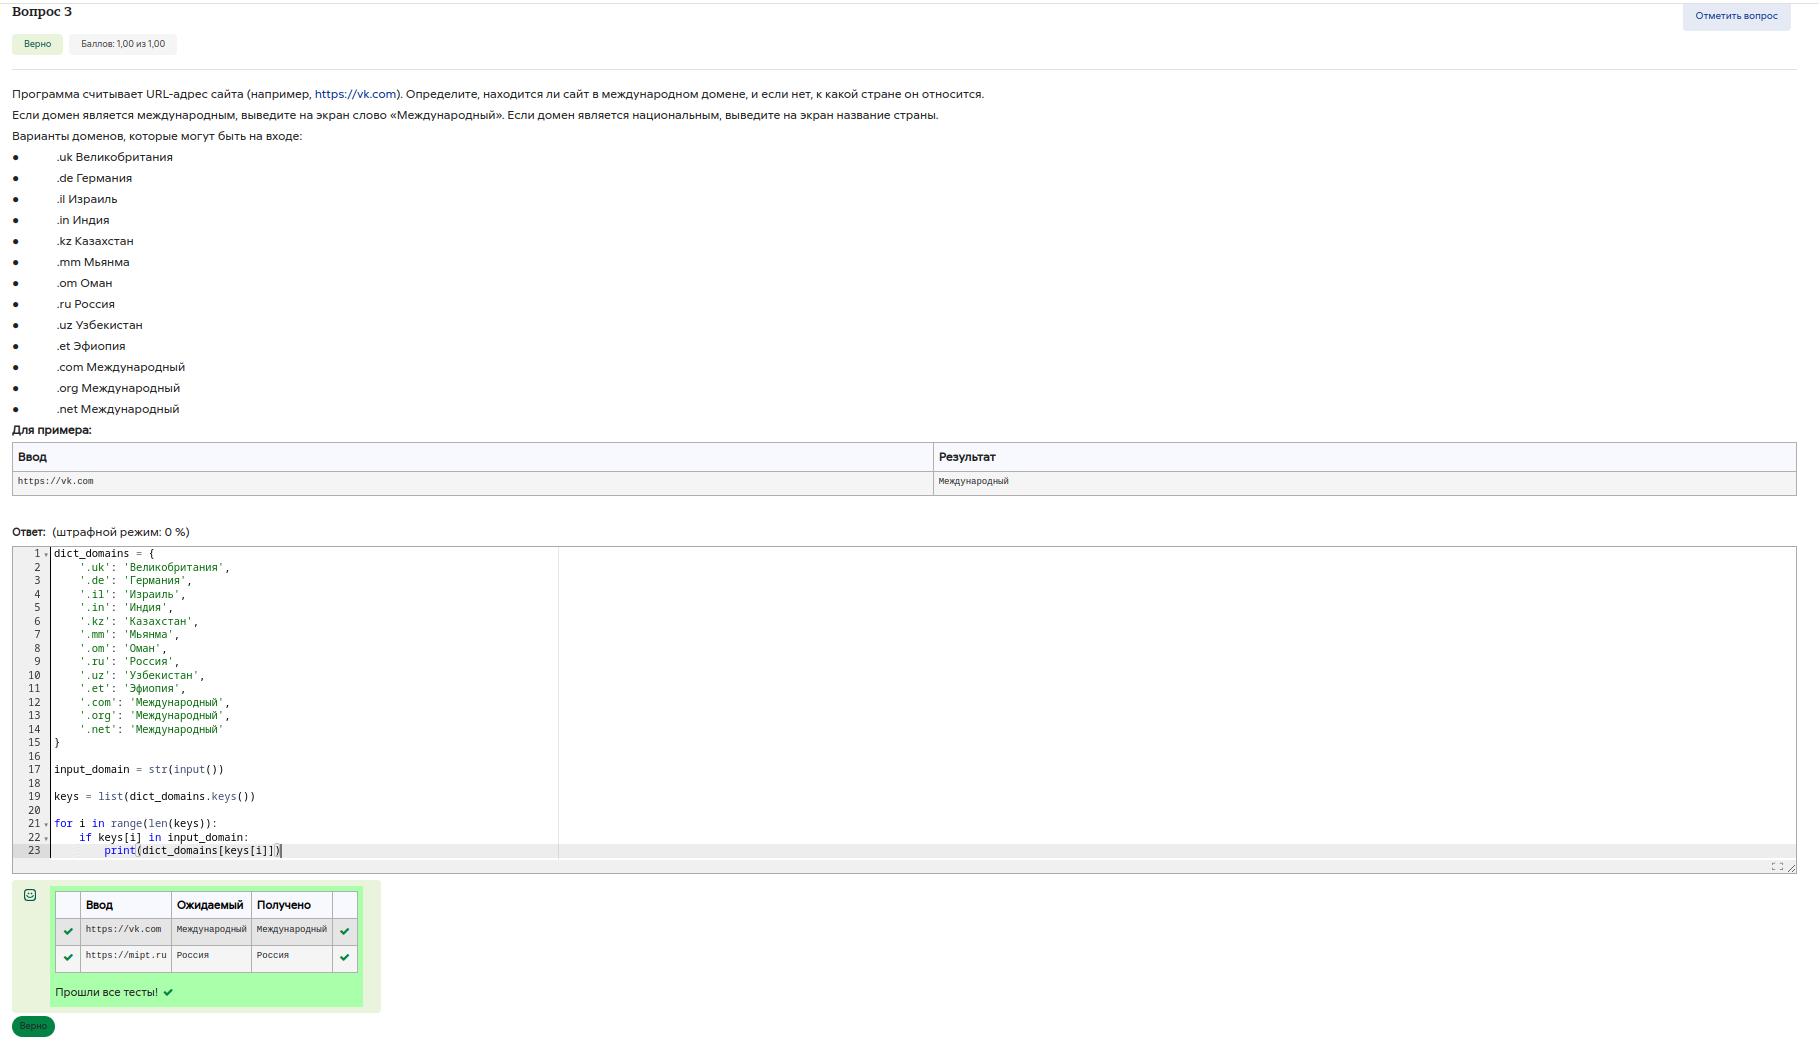 Вопрос 3
Отметить вопрос
Верно
Баллов: 1,00 из 1,00
Программа считывает URL-адрес сайта (например, https://vk.com). Определите, находится ли сайт в международном домене, и если нет, к какой стране он относится.
Если домен является международным, выведите на экран слово «Международный». Если домен является национальным, выведите на экран название страны.
Варианты доменов, которые могут быть на входе:
● .uk Великобритания
● .de Германия
● .il Израиль
● .in Индия
● .kz Казахстан
● .mm Мьянма
● .om Оман
● .ru Россия
● .uz Узбекистан
● .et Эфиопия
● .com Международный
● .org Международный
● .net Международный
Для примера:
Ввод Результат
https://vk.com Международный
Ответ: (штрафной режим: 0 %)
1 dict_domains = {
2     '.uk': 'Великобритания',
3     '.de': 'Германия',
4     '.il': 'Израиль',
5     '.in': 'Индия',
6     '.kz': 'Казахстан',
7     '.mm': 'Мьянма',
8     '.om': 'Оман',
9     '.ru': 'Россия',
10     '.uz': 'Узбекистан',
11     '.et': 'Эфиопия',
12     '.com': 'Международный',
13     '.org': 'Международный',
14     '.net': 'Международный'
15 }
16
17 input_domain = str(input())
18
19 keys = list(dict_domains.keys())
20
21 for i in range(len(keys)):
22     if keys[i] in input_domain:
23         print(dict_domains[keys[i]])
Ввод Ожидаемый Получено
https://vk.com Международный Международный
https://mipt.ru Россия Россия
Прошли все тесты!
Верно